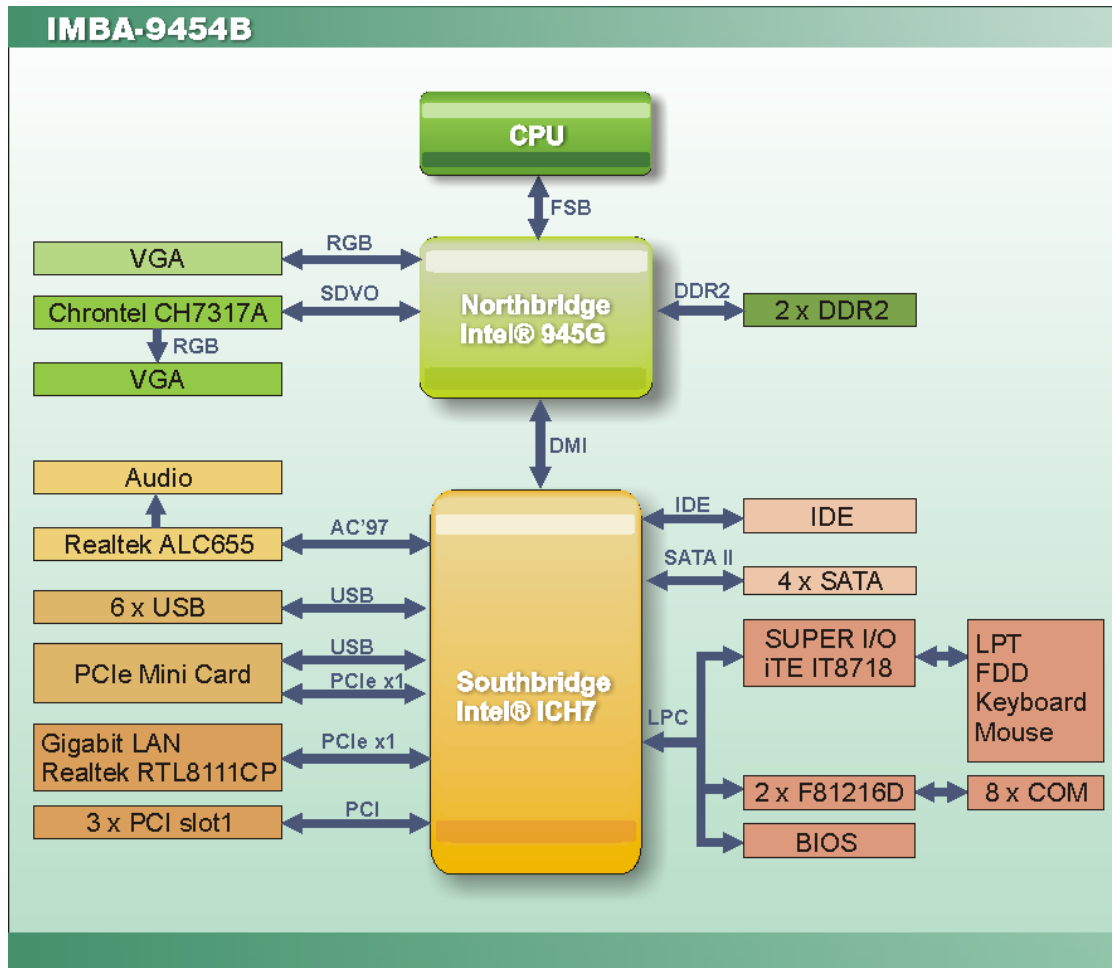 IMBA-9454B
CPU
FSB
VGA
RGB
Chrontel CH7317A
SDVO
RGB
VGA
Northbridge
Intel® 945G
DDR2
2 x DDR2
DMI
Audio
Realtek ALC655
AC'97
6 x USB
USB
PCIe Mini Card
USB
PCIe x1
Gigabit LAN
Realtek RTL8111CP
PCIe x1
3 x PCI slot1
PCI
Southbridge
Intel® ICH7
IDE
IDE
SATA II
4 x SATA
LPC
SUPER I/O
iTE IT8718
LPT
FDD
Keyboard
Mouse
2 x F81216D
8 x COM
BIOS